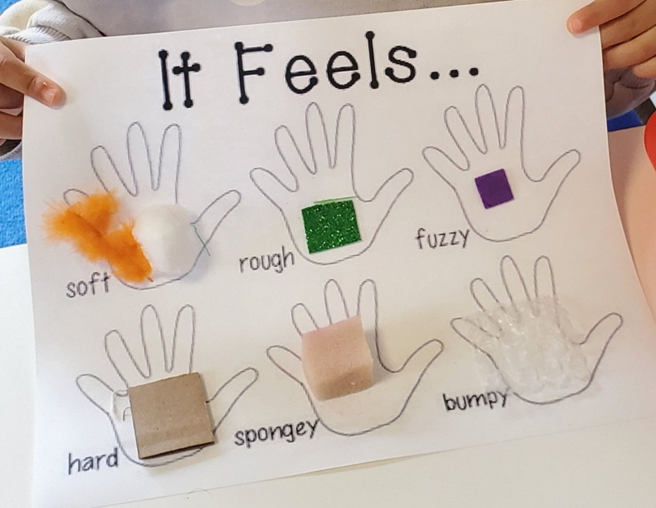 It Feels...
soft
rough
fuzzy
hard
spongey
bumpy